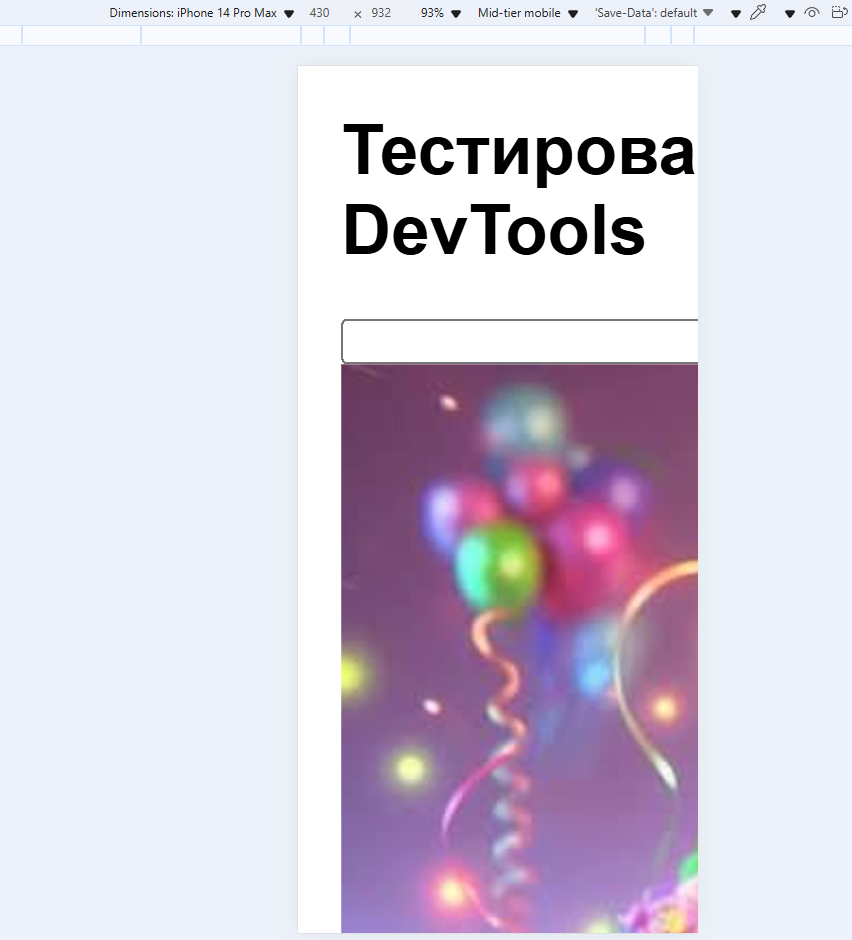 Dimensions: iPhone 14 Pro Max 430 × 932 93% Mid-tier mobile 'Save-Data': default
Тестирова
DevTools